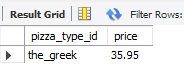 Result Grid Filter Rows:
pizza_type_id price
the_greek 35.95